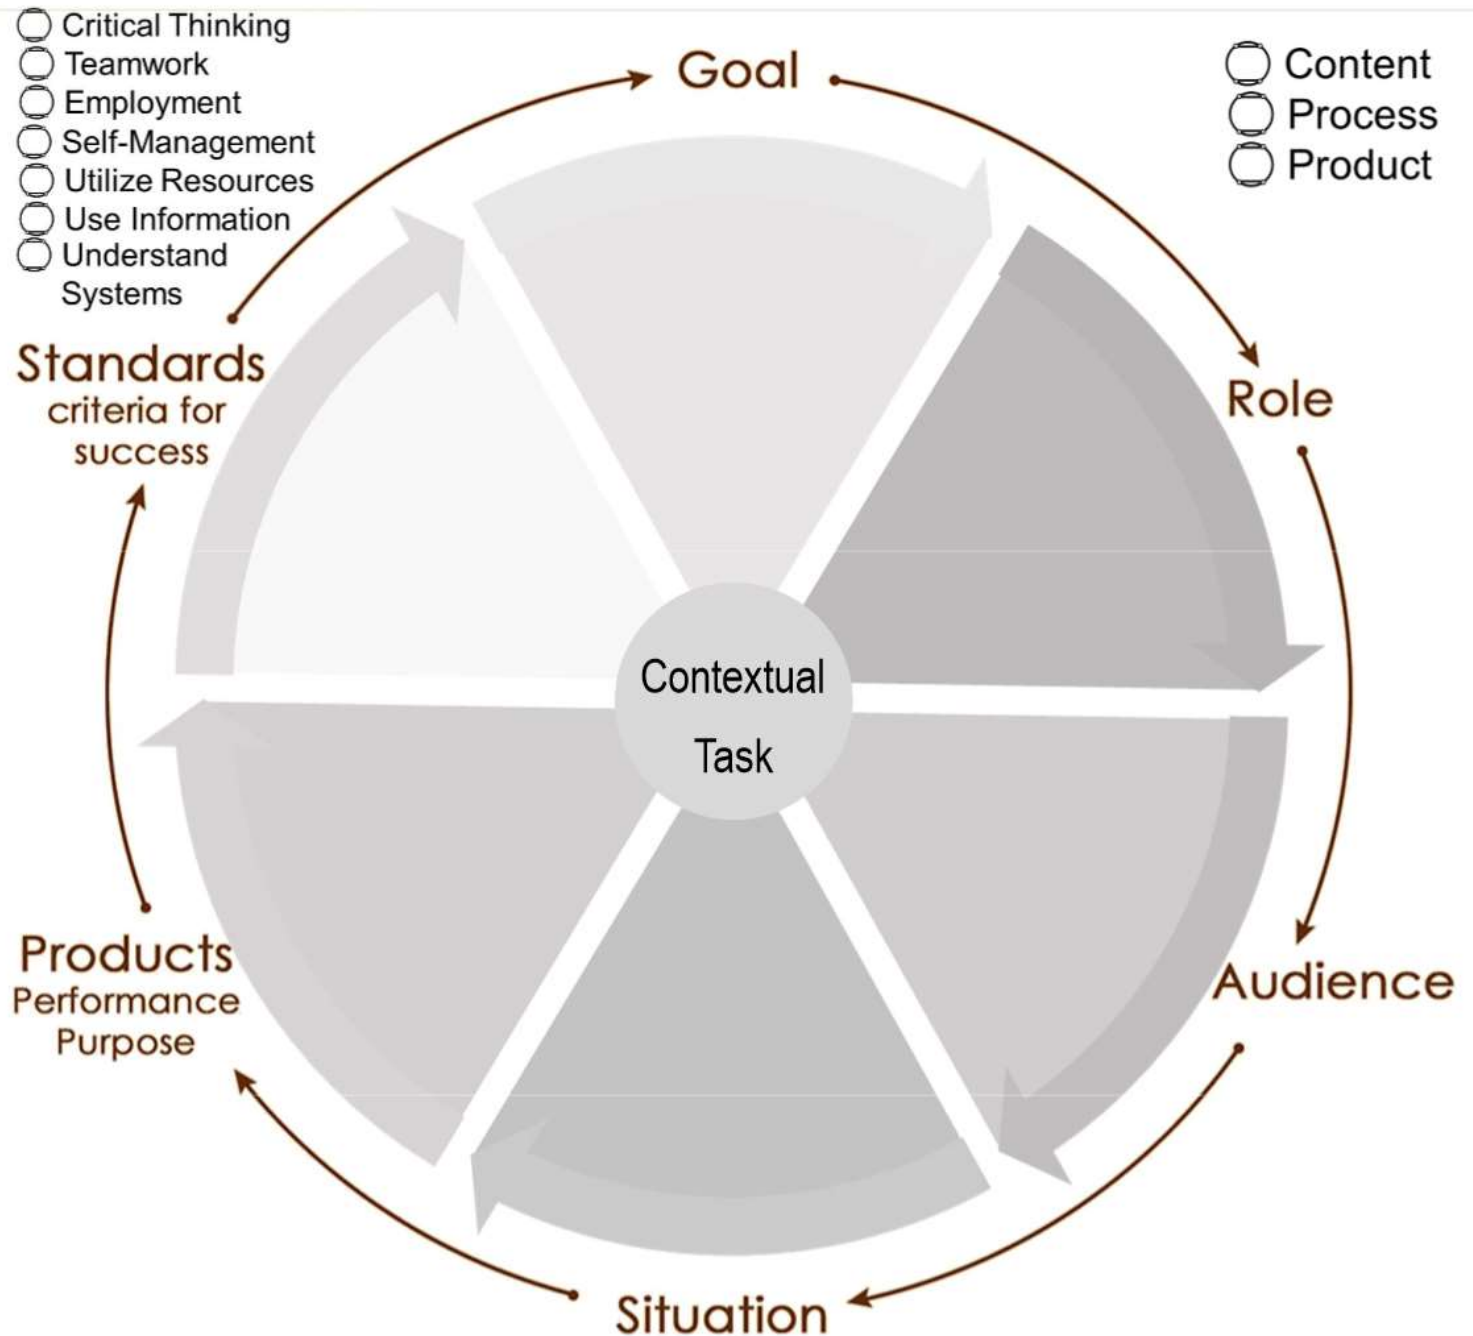 Critical Thinking
Teamwork
Employment
Self-Management
Utilize Resources
Use Information
Understand
Systems
Content
Process
Product
Goal
Role
Audience
Situation
Products
Performance
Purpose
Standards
criteria for
success
Contextual
Task